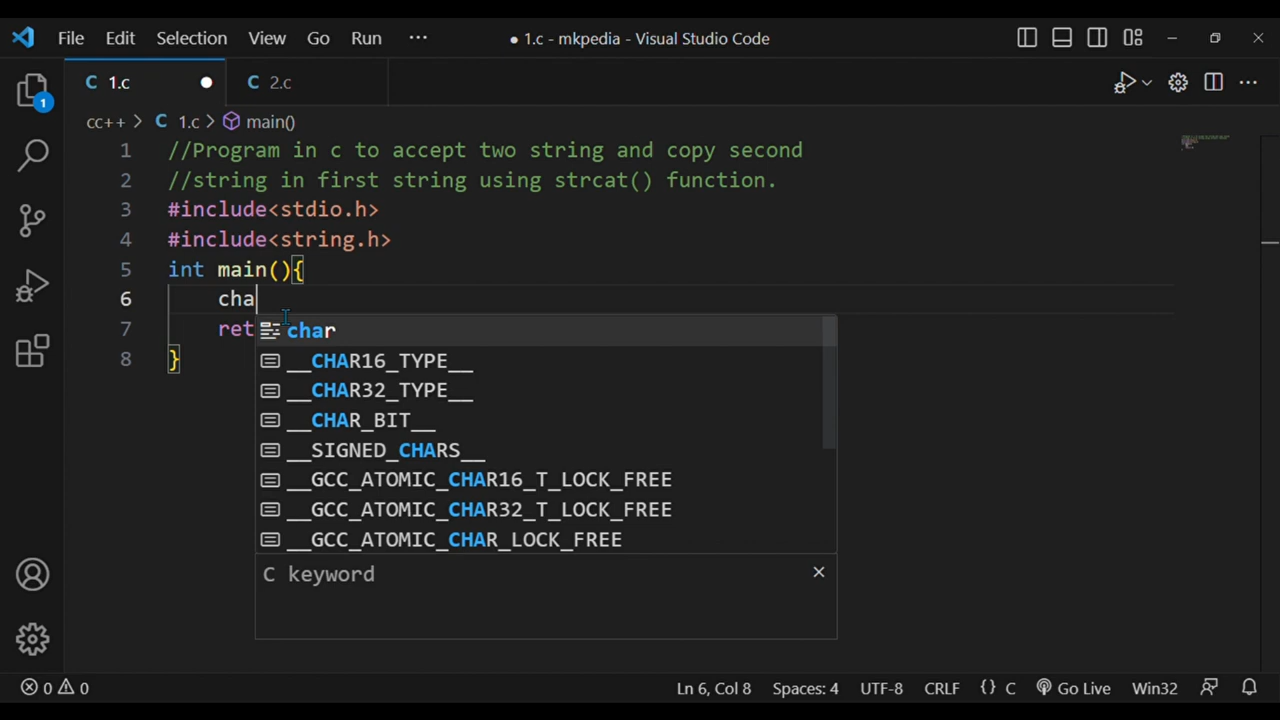 File Edit Selection View Go Run ··· ● 1.c - mkpedia - Visual Studio Code
C 1.c ● C 2.c
1
cc++ > C 1.c > main()
1 //Program in c to accept two string and copy second
2 //string in first string using strcat() function.
3 #include<stdio.h>
4 #include<string.h>
5 int main(){
6 cha
7 ret
8 }
char
__CHAR16_TYPE__
__CHAR32_TYPE__
__CHAR_BIT__
__SIGNED_CHARS__
__GCC_ATOMIC_CHAR16_T_LOCK_FREE
__GCC_ATOMIC_CHAR32_T_LOCK_FREE
__GCC_ATOMIC_CHAR_LOCK_FREE
C keyword
0 0 Ln 6, Col 8 Spaces: 4 UTF-8 CRLF {} C Go Live Win32